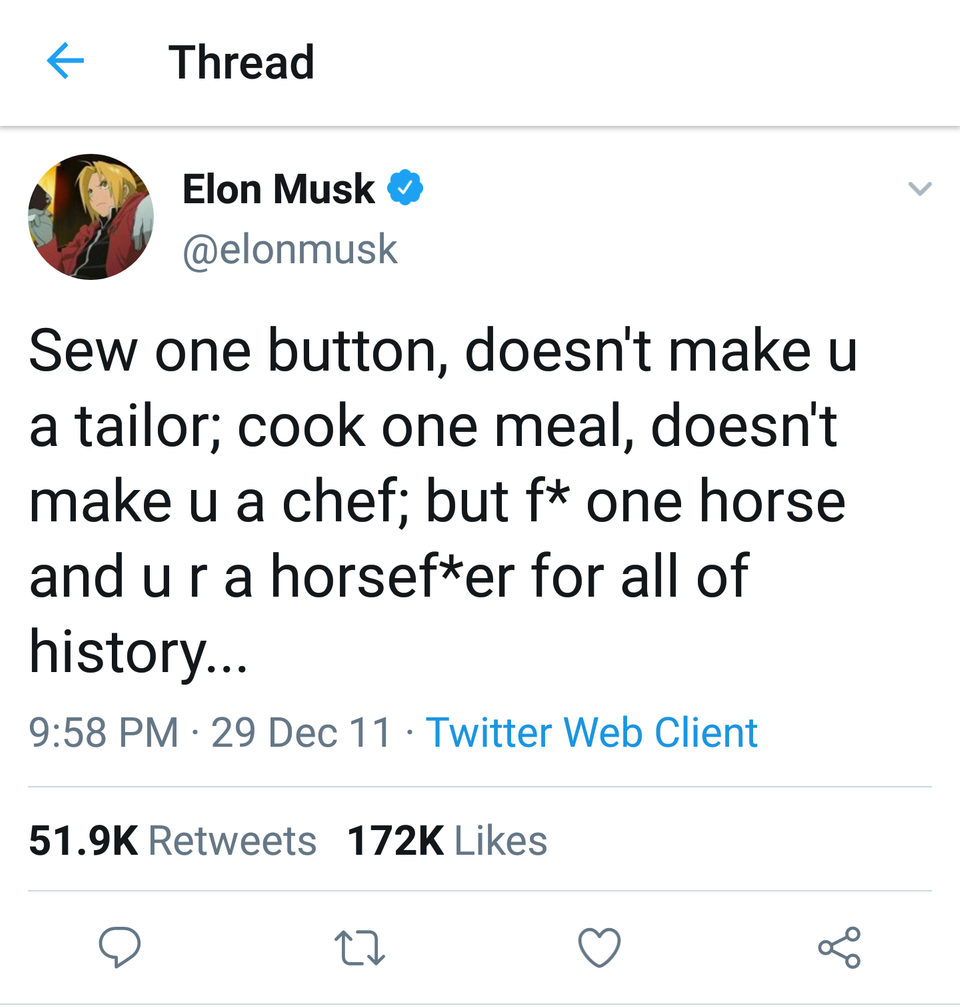 Thread
Elon Musk
@elonmusk
Sew one button, doesn't make u
a tailor; cook one meal, doesn't
make u a chef; but f* one horse
and u r a horsef*er for all of
history...
9:58 PM · 29 Dec 11 · Twitter Web Client
51.9K Retweets 172K Likes